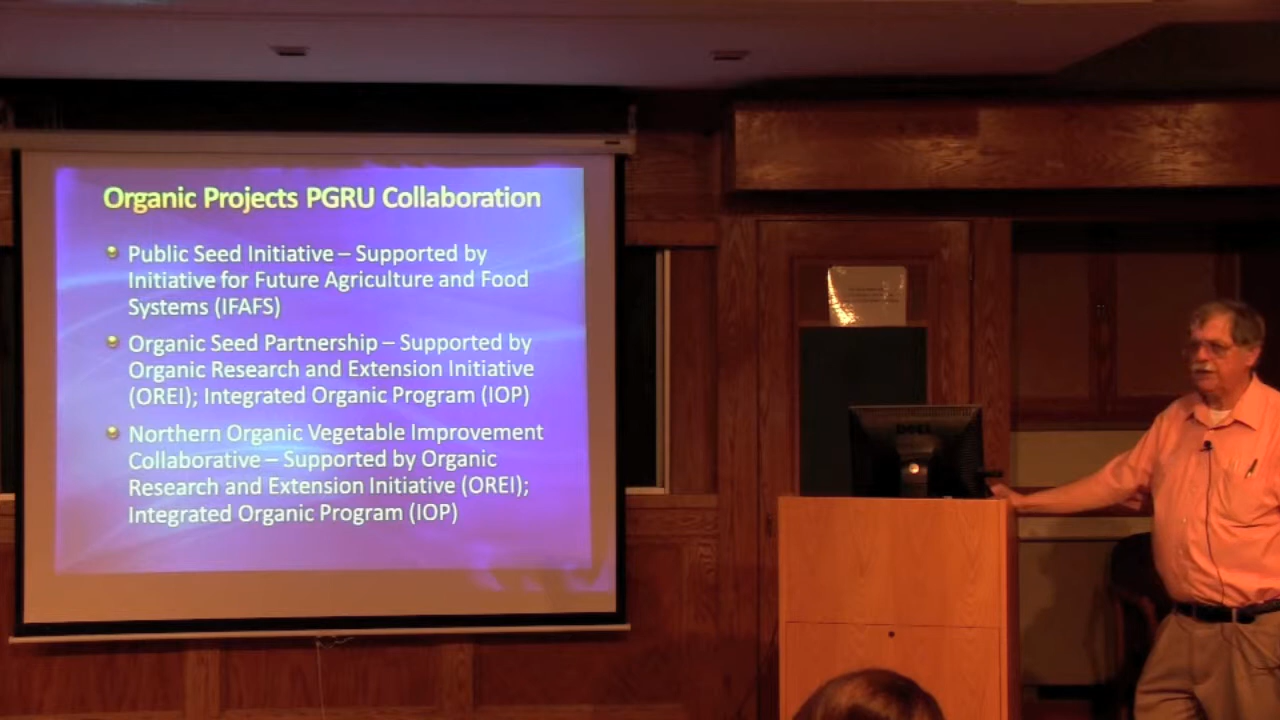 Organic Projects PGRU Collaboration
Public Seed Initiative – Supported by
Initiative for Future Agriculture and Food
Systems (IFAFS)
Organic Seed Partnership – Supported by
Organic Research and Extension Initiative
(OREI); Integrated Organic Program (IOP)
Northern Organic Vegetable Improvement
Collaborative – Supported by Organic
Research and Extension Initiative (OREI);
Integrated Organic Program (IOP)
DELL